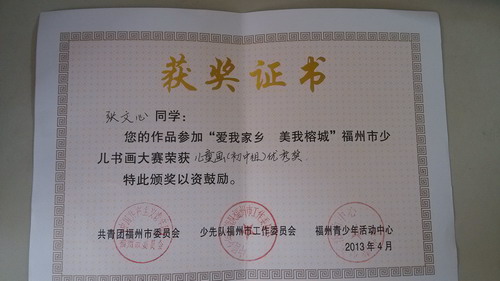 获奖证书
张文心 同学：
您的作品参加“爱我家乡 美我榕城”福州市少
儿书画大赛荣获 儿童画(初中组)优秀奖
特此颁奖以资鼓励。
共青团福州市委员会 少先队福州市工作委员会 福州青少年活动中心
2013年4月